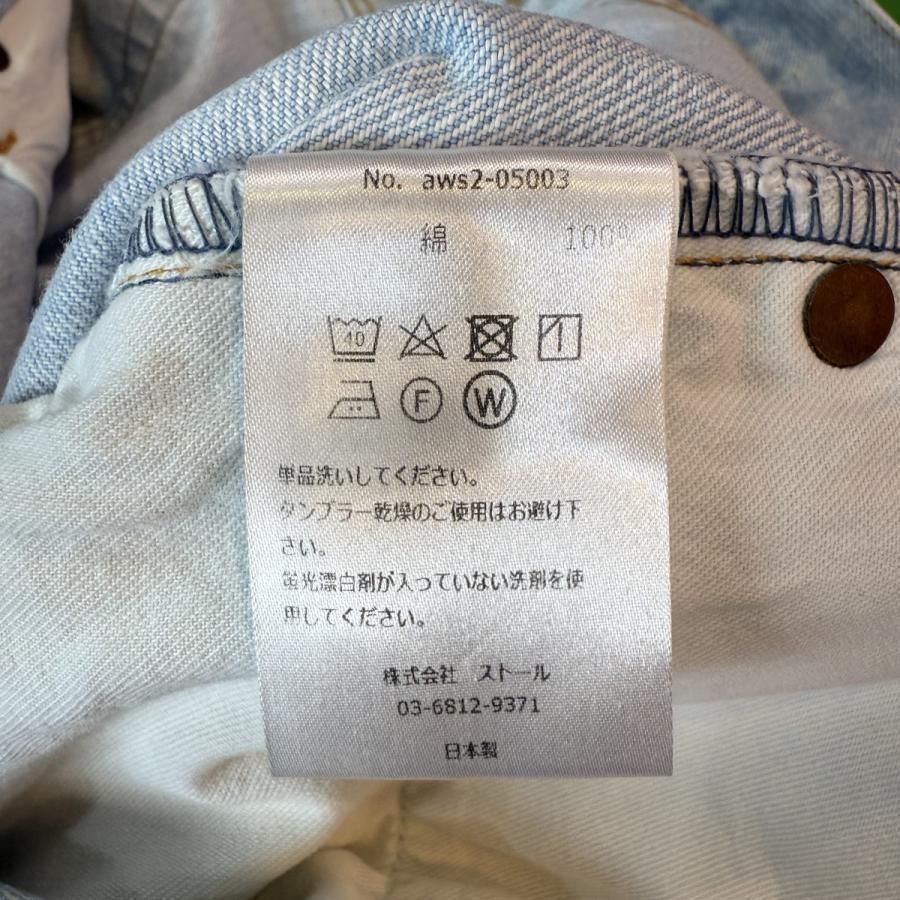 No. aws2-05003
綿 100%
40
F W
単品洗いしてください。
タンブラー乾燥のご使用はお避け下
さい。
蛍光漂白剤が入っていない洗剤を使
用してください。
株式会社 ストール
03-6812-9371
日本製